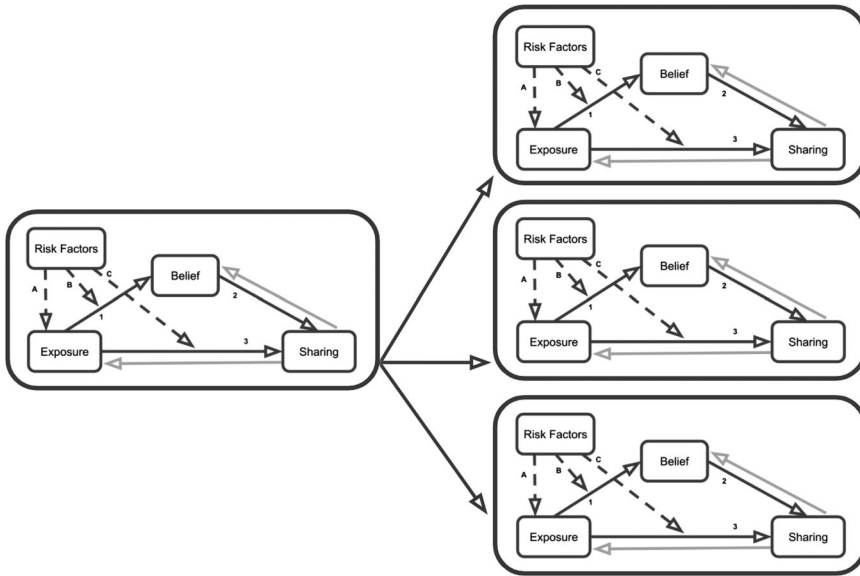 Risk Factors
C
Belief
A
B
2
1
3
Exposure
Sharing
Risk Factors
C
Belief
A
B
2
1
3
Exposure
Sharing
Risk Factors
C
Belief
A
B
2
1
3
Exposure
Sharing
Risk Factors
C
Belief
A
B
2
1
3
Exposure
Sharing